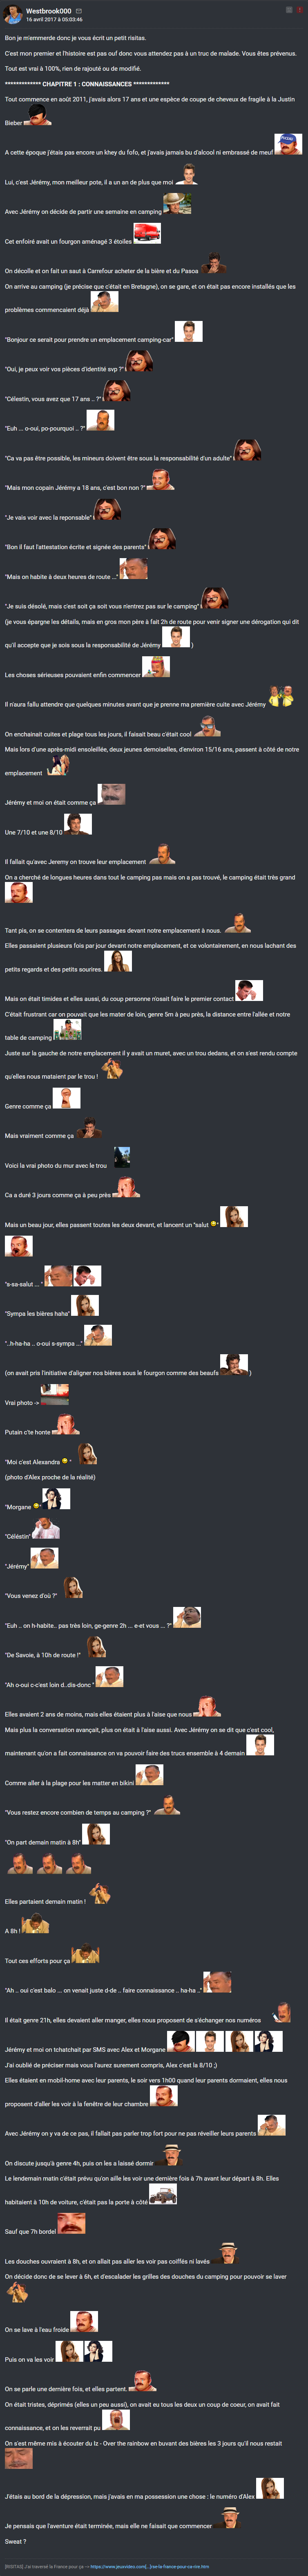 Westbrook000
16 avril 2017 à 05:03:46
Bon je m'emmerde donc je vous écrit un petit risitas.
C'est mon premier et l'histoire est pas ouf donc vous attendez pas à un truc de malade. Vous êtes prévenus.
Tout est vrai à 100%, rien de rajouté ou de modifié.
************* CHAPITRE 1 : CONNAISSANCES *************
Tout commence en août 2011, j'avais alors 17 ans et une espèce de coupe de cheveux de fragile à la Justin
Bieber
A cette époque j'étais pas encore un khey du fofo, et j'avais jamais bu d'alcool ni embrassé de meuf
Lui, c'est Jérémy, mon meilleur pote, il a un an de plus que moi
Avec Jérémy on décide de partir une semaine en camping
Cet enfoiré avait un fourgon aménagé 3 étoiles
On décolle et on fait un saut à Carrefour acheter de la bière et du Pasoa
On arrive au camping (je précise que c'était en Bretagne), on se gare, et on était pas encore installés que les
problèmes commencaient déjà
"Bonjour ce serait pour prendre un emplacement camping-car"
"Oui, je peux voir vos pièces d'identité svp ?"
"Célestin, vous avez que 17 ans .. ?"
"Euh ... o-oui, po-pourquoi .. ?"
"Ca va pas être possible, les mineurs doivent être sous la responsabilité d'un adulte"
"Mais mon copain Jérémy a 18 ans, c'est bon non ?"
"Je vais voir avec la reponsable"
"Bon il faut l'attestation écrite et signée des parents"
"Mais on habite à deux heures de route ..."
"Je suis désolé, mais c'est soit ça soit vous n'entrez pas sur le camping"
(je vous épargne les détails, mais en gros mon père à fait 2h de route pour venir signer une dérogation qui dit
qu'il accepte que je sois sous la responsabilité de Jérémy )
Les choses sérieuses pouvaient enfin commencer
Il n'aura fallu attendre que quelques minutes avant que je prenne ma première cuite avec Jérémy
On enchainait cuites et plage tous les jours, il faisait beau c'était cool
Mais lors d'une après-midi ensoleillée, deux jeunes demoiselles, d'environ 15/16 ans, passent à côté de notre
emplacement
Jérémy et moi on était comme ça
Une 7/10 et une 8/10
Il fallait qu'avec Jeremy on trouve leur emplacement
On a cherché de longues heures dans tout le camping mais on a pas trouvé, le camping était très grand
Tant pis, on se contentera de leurs passages devant notre emplacement à nous.
Elles passaient plusieurs fois par jour devant notre emplacement, et ce volontairement, en nous lachant des
petits regards et des petits sourires.
Mais on était timides et elles aussi, du coup personne n'osait faire le premier contact
C'était frustrant car on pouvait que les mater de loin, genre 5m à peu près, la distance entre l'allée et notre
table de camping
Juste sur la gauche de notre emplacement il y avait un muret, avec un trou dedans, et on s'est rendu compte
qu'elles nous mataient par le trou !
Genre comme ça
Mais vraiment comme ça
Voici la vrai photo du mur avec le trou
Ca a duré 3 jours comme ça à peu près
Mais un beau jour, elles passent toutes les deux devant, et lancent un "salut "
"s-sa-salut ... "
"Sympa les bières haha"
"..h-ha-ha .. o-oui s-sympa ..."
(on avait pris l'initiative d'aligner nos bières sous le fourgon comme des beaufs )
Vrai photo ->
Putain c'te honte
"Moi c'est Alexandra "
(photo d'Alex proche de la réalité)
"Morgane "
"Céléstin"
"Jérémy"
"Vous venez d'où ?"
"Euh .. on h-habite.. pas très loin, ge-genre 2h ... e-et vous ... ?"
"De Savoie, à 10h de route !"
"Ah o-oui c-c'est loin d..dis-donc "
Elles avaient 2 ans de moins, mais elles étaient plus à l'aise que nous
Mais plus la conversation avançait, plus on était à l'aise aussi. Avec Jérémy on se dit que c'est cool,
maintenant qu'on a fait connaissance on va pouvoir faire des trucs ensemble à 4 demain
Comme aller à la plage pour les matter en bikini
"Vous restez encore combien de temps au camping ?"
"On part demain matin à 8h"
Elles partaient demain matin !
A 8h !
Tout ces efforts pour ça
"Ah .. oui c'est balo ... on venait juste d-de .. faire connaissance .. ha-ha .."
Il était genre 21h, elles devaient aller manger, elles nous proposent de s'échanger nos numéros
Jérémy et moi on tchatchait par SMS avec Alex et Morgane
J'ai oublié de préciser mais vous l'aurez surement compris, Alex c'est la 8/10 ;)
Elles étaient en mobil-home avec leur parents, le soir vers 1h00 quand leur parents dormaient, elles nous
proposent d'aller les voir à la fenêtre de leur chambre
Avec Jérémy on y va de ce pas, il fallait pas parler trop fort pour ne pas réveiller leurs parents
On discute jusqu'à genre 4h, puis on les a laissé dormir
Le lendemain matin c'était prévu qu'on aille les voir une dernière fois à 7h avant leur départ à 8h. Elles
habitaient à 10h de voiture, c'était pas la porte à côté
Sauf que 7h bordel
Les douches ouvraient à 8h, et on allait pas aller les voir pas coiffés ni lavés
On décide donc de se lever à 6h, et d'escalader les grilles des douches du camping pour pouvoir se laver
On se lave à l'eau froide
Puis on va les voir
On se parle une dernière fois, et elles partent.
On était tristes, déprimés (elles un peu aussi), on avait eu tous les deux un coup de coeur, on avait fait
connaissance, et on les reverrait pu
On s'est même mis à écouter du Iz - Over the rainbow en buvant des bières les 3 jours qu'il nous restait
J'étais au bord de la dépression, mais j'avais en ma possession une chose : le numéro d'Alex
Je pensais que l'aventure était terminée, mais elle ne faisait que commencer
Sweat ?
[RISITAS] J'ai traversé la France pour ça --> https://www.jeuxvideo.com[...]rse-la-france-pour-ca-rire.htm